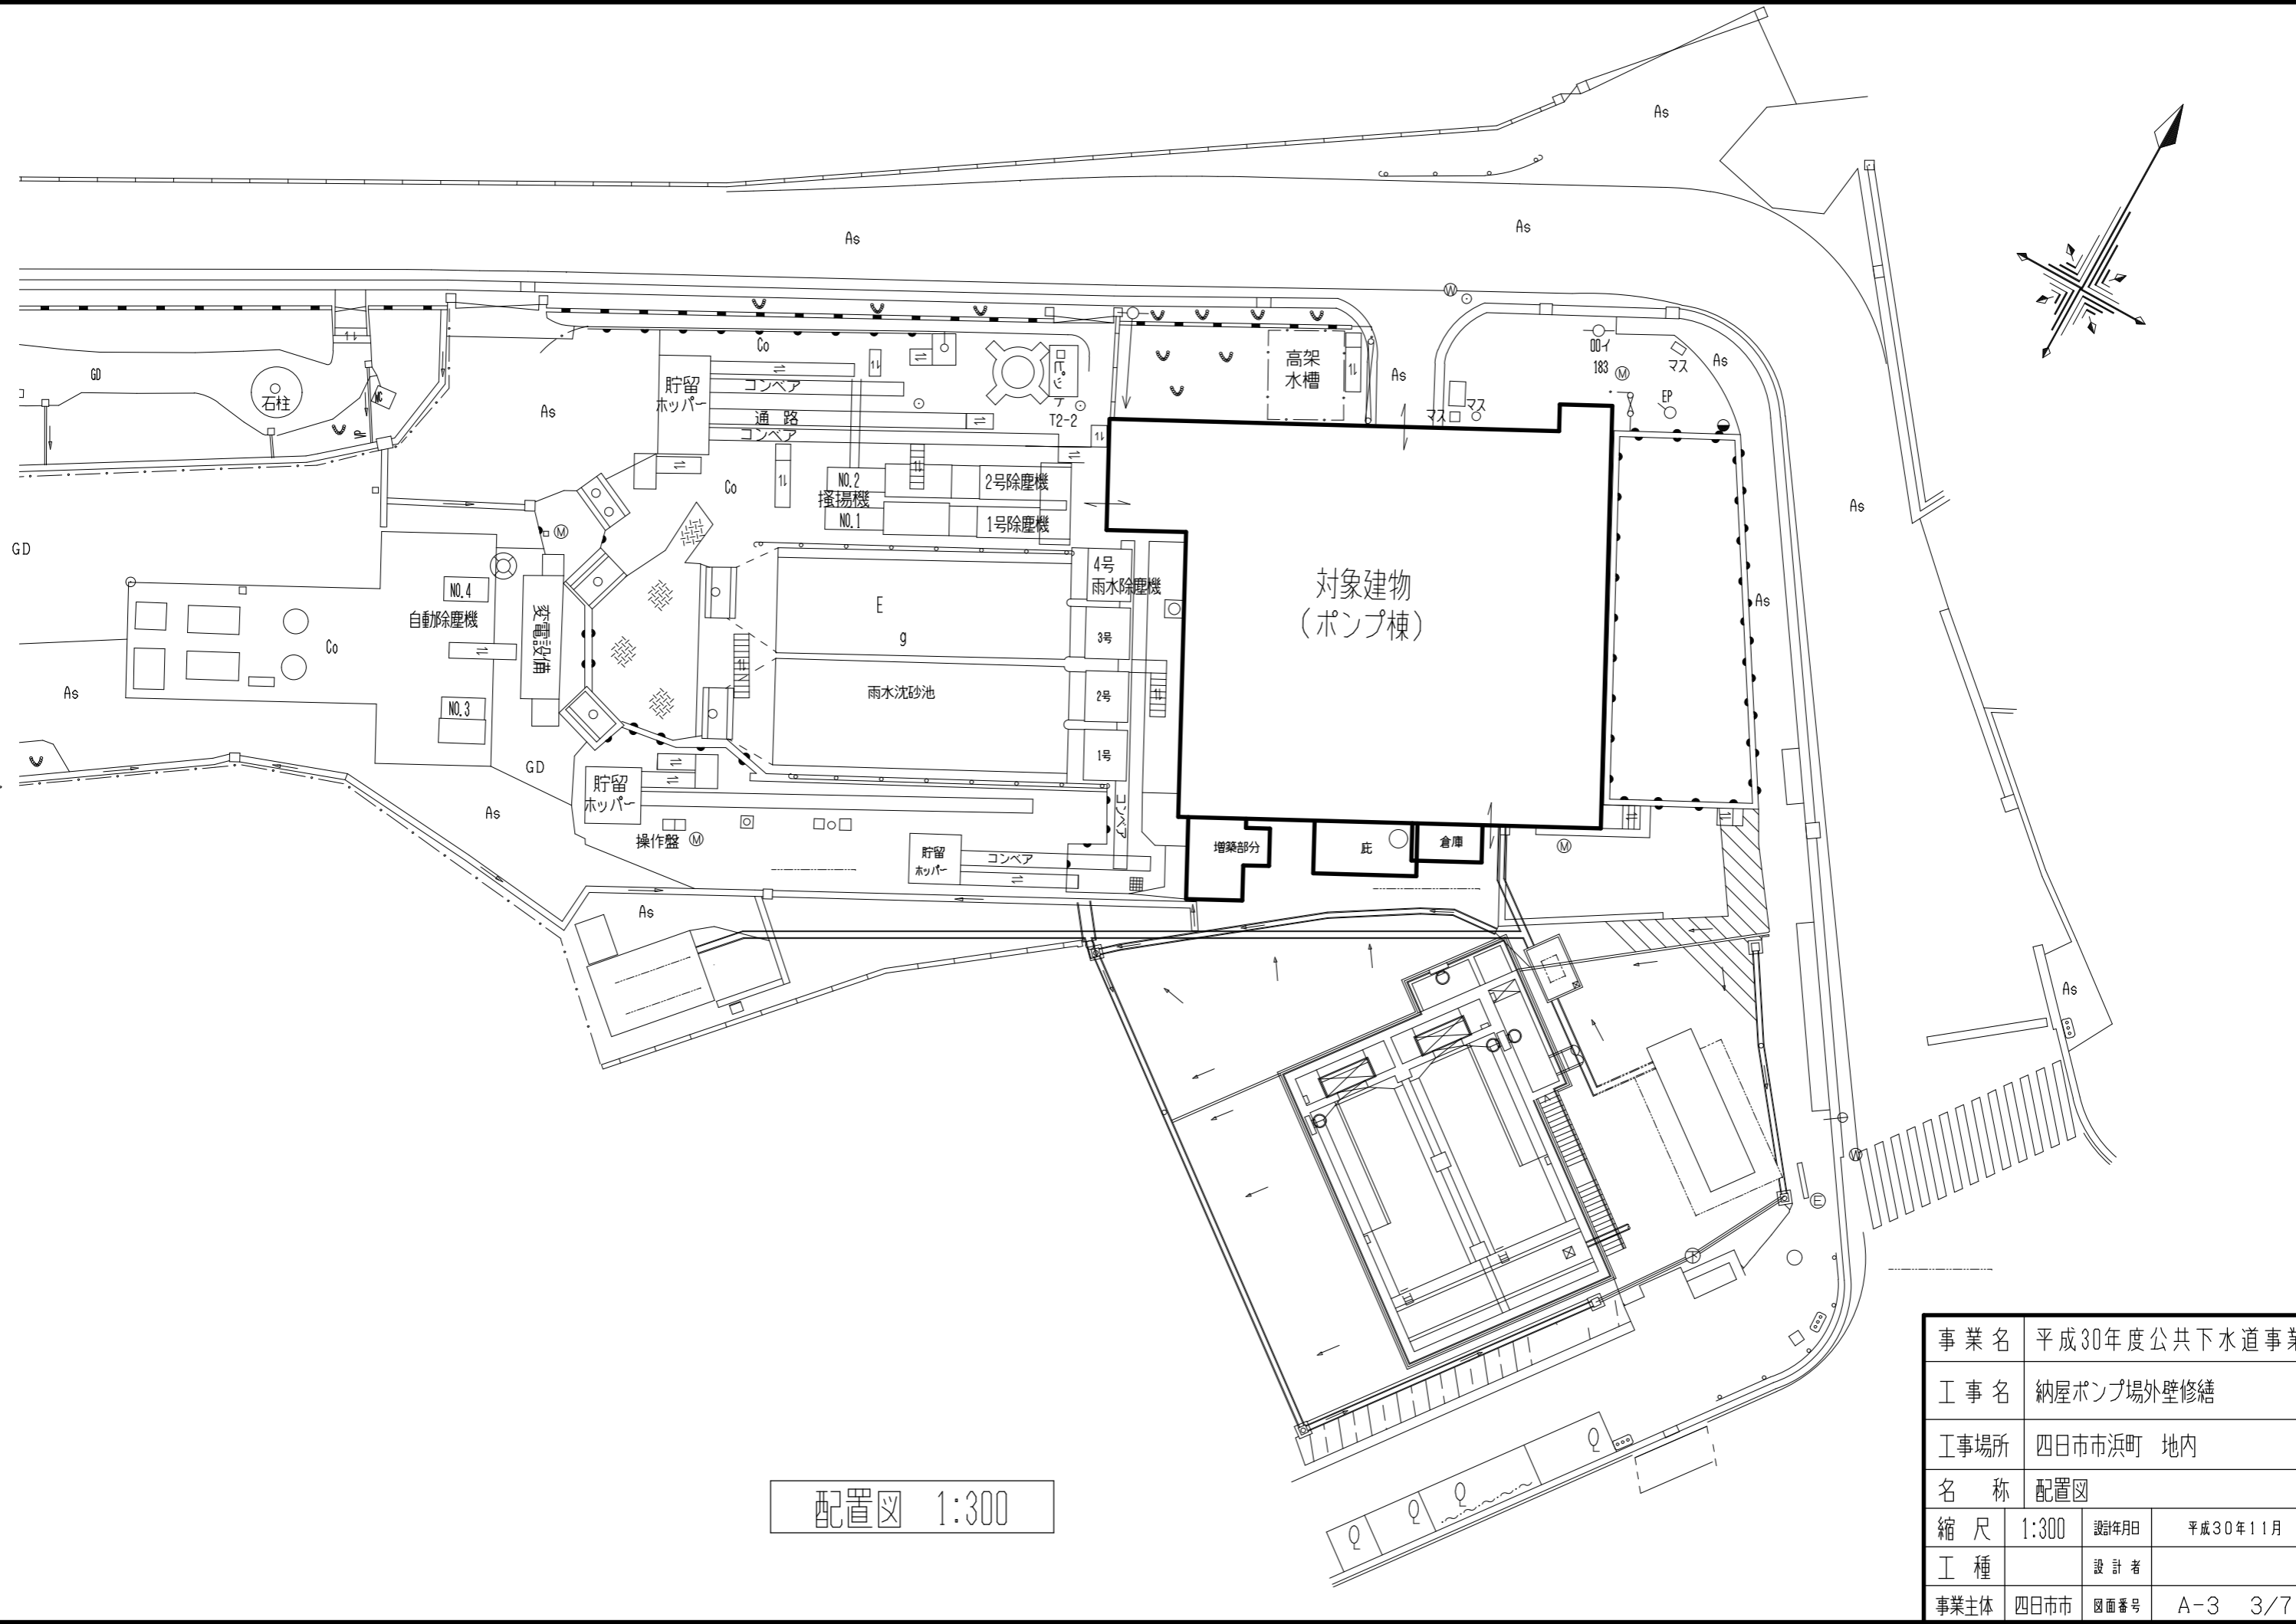 As
As
As
W
Co
高架
水槽
ロピット
T2-2
As
マス
マス
183
M
マス
As
EP
GD
石柱
As
貯留
ホッパー
コンベア
通 路
コンベア
Co
NO.2
掻揚機
NO.1
2号除塵機
1号除塵機
As
GD
M
NO.4
自動除塵機
変電設備
Co
As
NO.3
GD
E
g
雨水沈砂池
4号
雨水除塵機
3号
2号
1号
対象建物
(ポンプ棟)
As
As
貯留
ホッパー
操作盤
M
コンベア
貯留
ホッパー
コンベア
増築部分
庇
倉庫
M
As
As
W
E
下
配置図 1:300
事業名 平成30年度公共下水道事業
工事名 納屋ポンプ場外壁修繕
工事場所 四日市市浜町 地内
名 称 配置図
縮 尺 1:300 設計年月日 平成30年11月
工 種 設計者
事業主体 四日市市 図面番号 A-3 3/7